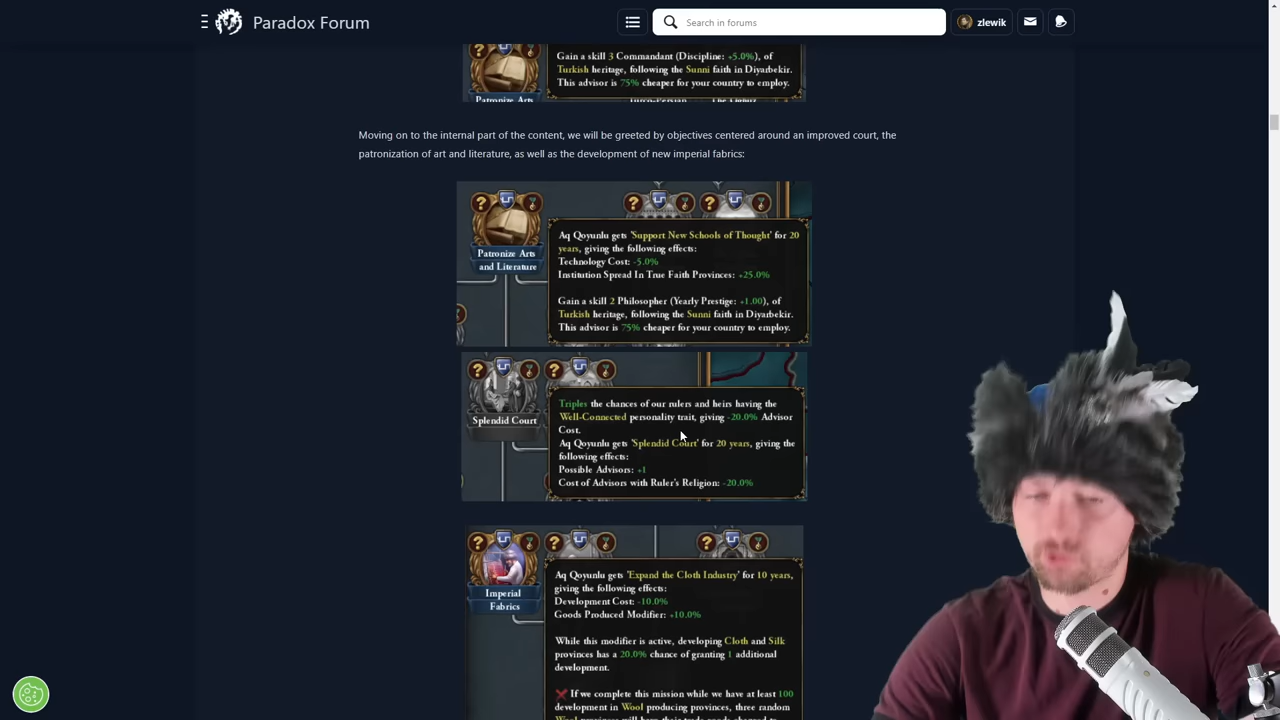 Paradox Forum
Search in forums
zlewik
Gain a skill 3 Commandant (Discipline: +5.0%), of
Turkish heritage, following the Sunni faith in Diyarbekir.
This advisor is 75% cheaper for your country to employ.
Patronize Arts
Moving on to the internal part of the content, we will be greeted by objectives centered around an improved court, the
patronization of art and literature, as well as the development of new imperial fabrics:
Patronize Arts
and Literature
Aq Qoyunlu gets 'Support New Schools of Thought' for 20
years, giving the following effects:
Technology Cost: -5.0%
Institution Spread In True Faith Provinces: +25.0%
Gain a skill 2 Philosopher (Yearly Prestige: +1.00), of
Turkish heritage, following the Sunni faith in Diyarbekir.
This advisor is 75% cheaper for your country to employ.
Splendid Court
Triples the chances of our rulers and heirs having the
Well-Connected personality trait, giving -20.0% Advisor
Cost.
Aq Qoyunlu gets 'Splendid Court' for 20 years, giving the
following effects:
Possible Advisors: +1
Cost of Advisors with Ruler's Religion: -20.0%
Imperial
Fabrics
Aq Qoyunlu gets 'Expand the Cloth Industry' for 10 years,
giving the following effects:
Development Cost: -10.0%
Goods Produced Modifier: +10.0%
While this modifier is active, developing Cloth and Silk
provinces has a 20.0% chance of granting 1 additional
development.
If we complete this mission while we have at least 100
development in Wool producing provinces, three random